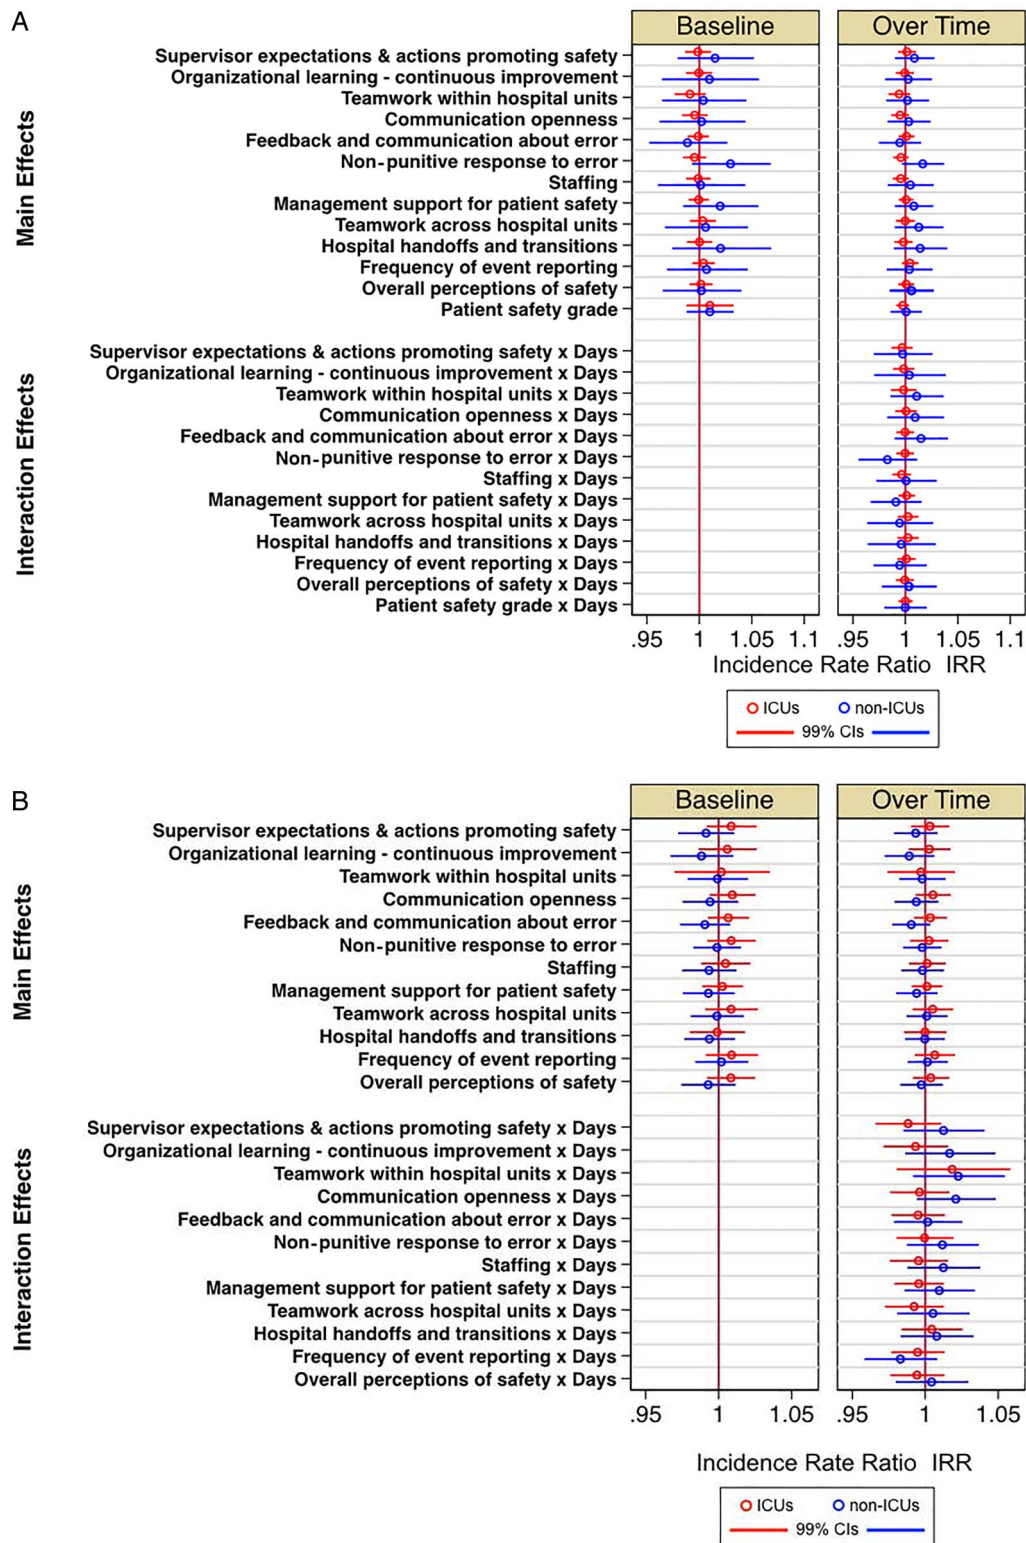 A
Baseline
Over Time
Main Effects
Supervisor expectations & actions promoting safety
Organizational learning - continuous improvement
Teamwork within hospital units
Communication openness
Feedback and communication about error
Non-punitive response to error
Staffing
Management support for patient safety
Teamwork across hospital units
Hospital handoffs and transitions
Frequency of event reporting
Overall perceptions of safety
Patient safety grade
Interaction Effects
Supervisor expectations & actions promoting safety x Days
Organizational learning - continuous improvement x Days
Teamwork within hospital units x Days
Communication openness x Days
Feedback and communication about error x Days
Non-punitive response to error x Days
Staffing x Days
Management support for patient safety x Days
Teamwork across hospital units x Days
Hospital handoffs and transitions x Days
Frequency of event reporting x Days
Overall perceptions of safety x Days
Patient safety grade x Days
.95 1 1.05 1.1 .95 1 1.05 1.1
Incidence Rate Ratio IRR
ICUs non-ICUs
99% CIs
B
Baseline
Over Time
Main Effects
Supervisor expectations & actions promoting safety
Organizational learning - continuous improvement
Teamwork within hospital units
Communication openness
Feedback and communication about error
Non-punitive response to error
Staffing
Management support for patient safety
Teamwork across hospital units
Hospital handoffs and transitions
Frequency of event reporting
Overall perceptions of safety
Interaction Effects
Supervisor expectations & actions promoting safety x Days
Organizational learning - continuous improvement x Days
Teamwork within hospital units x Days
Communication openness x Days
Feedback and communication about error x Days
Non-punitive response to error x Days
Staffing x Days
Management support for patient safety x Days
Teamwork across hospital units x Days
Hospital handoffs and transitions x Days
Frequency of event reporting x Days
Overall perceptions of safety x Days
.95 1 1.05 .95 1 1.05
Incidence Rate Ratio IRR
ICUs non-ICUs
99% CIs